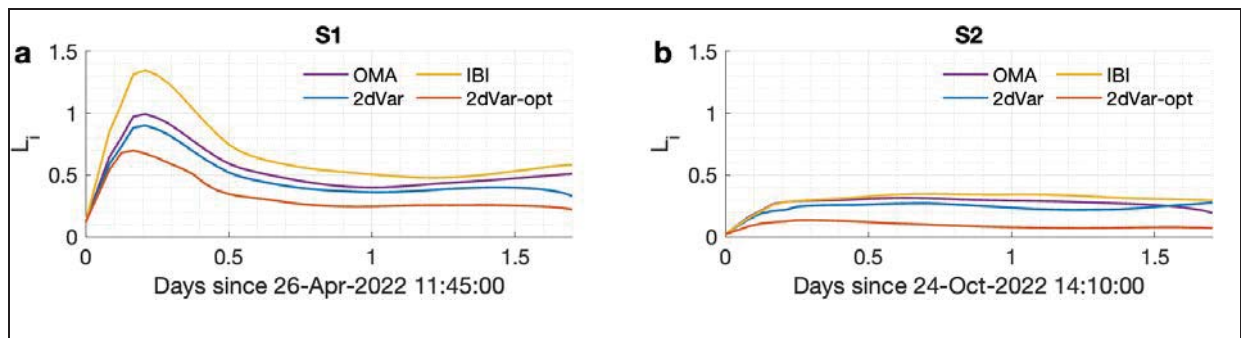 a
S1
1.5
1
0.5
0
L_i
OMA
IBI
2dVar
2dVar-opt
0
0.5
1
1.5
Days since 26-Apr-2022 11:45:00
b
S2
1.5
1
0.5
0
L_i
OMA
IBI
2dVar
2dVar-opt
0
0.5
1
1.5
Days since 24-Oct-2022 14:10:00